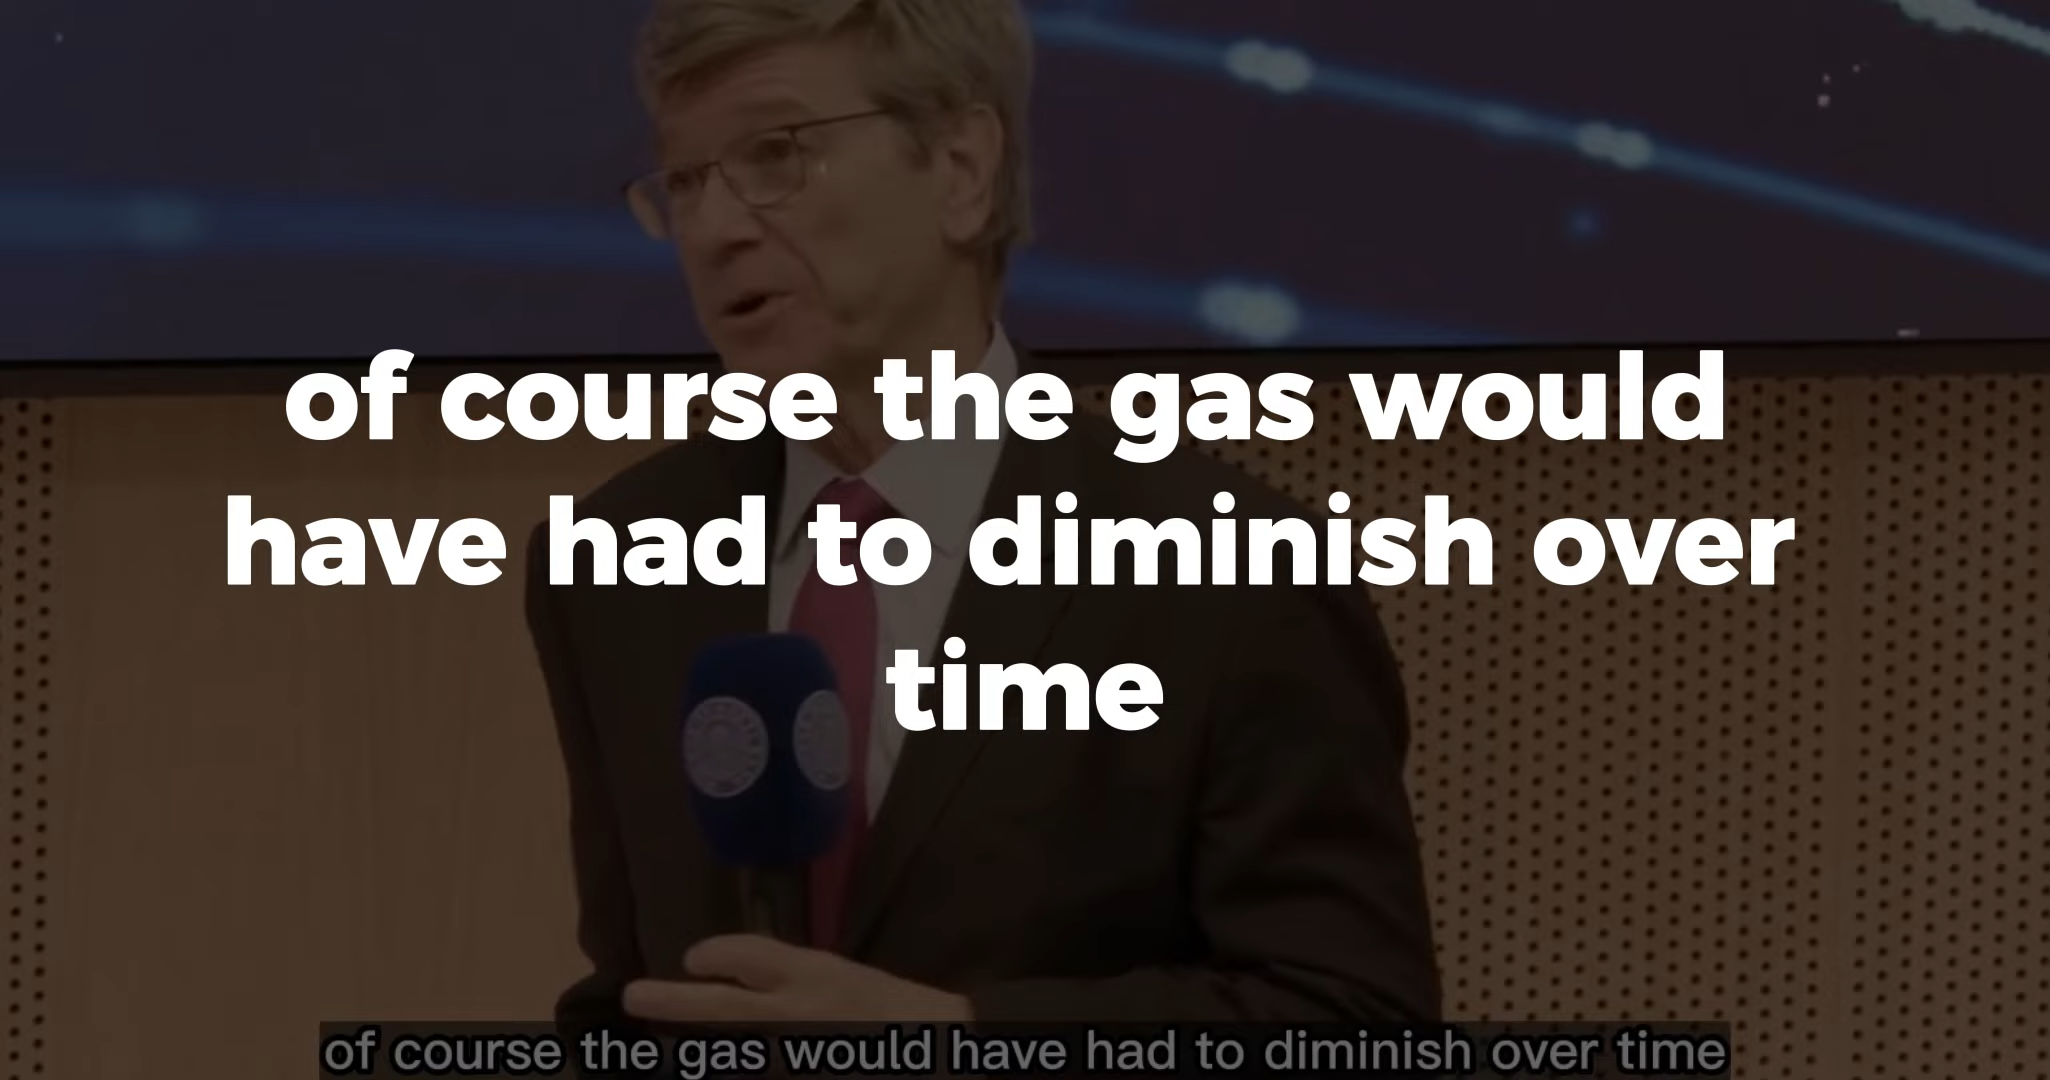 of course the gas would
have had to diminish over
time
of course the gas would have had to diminish over time